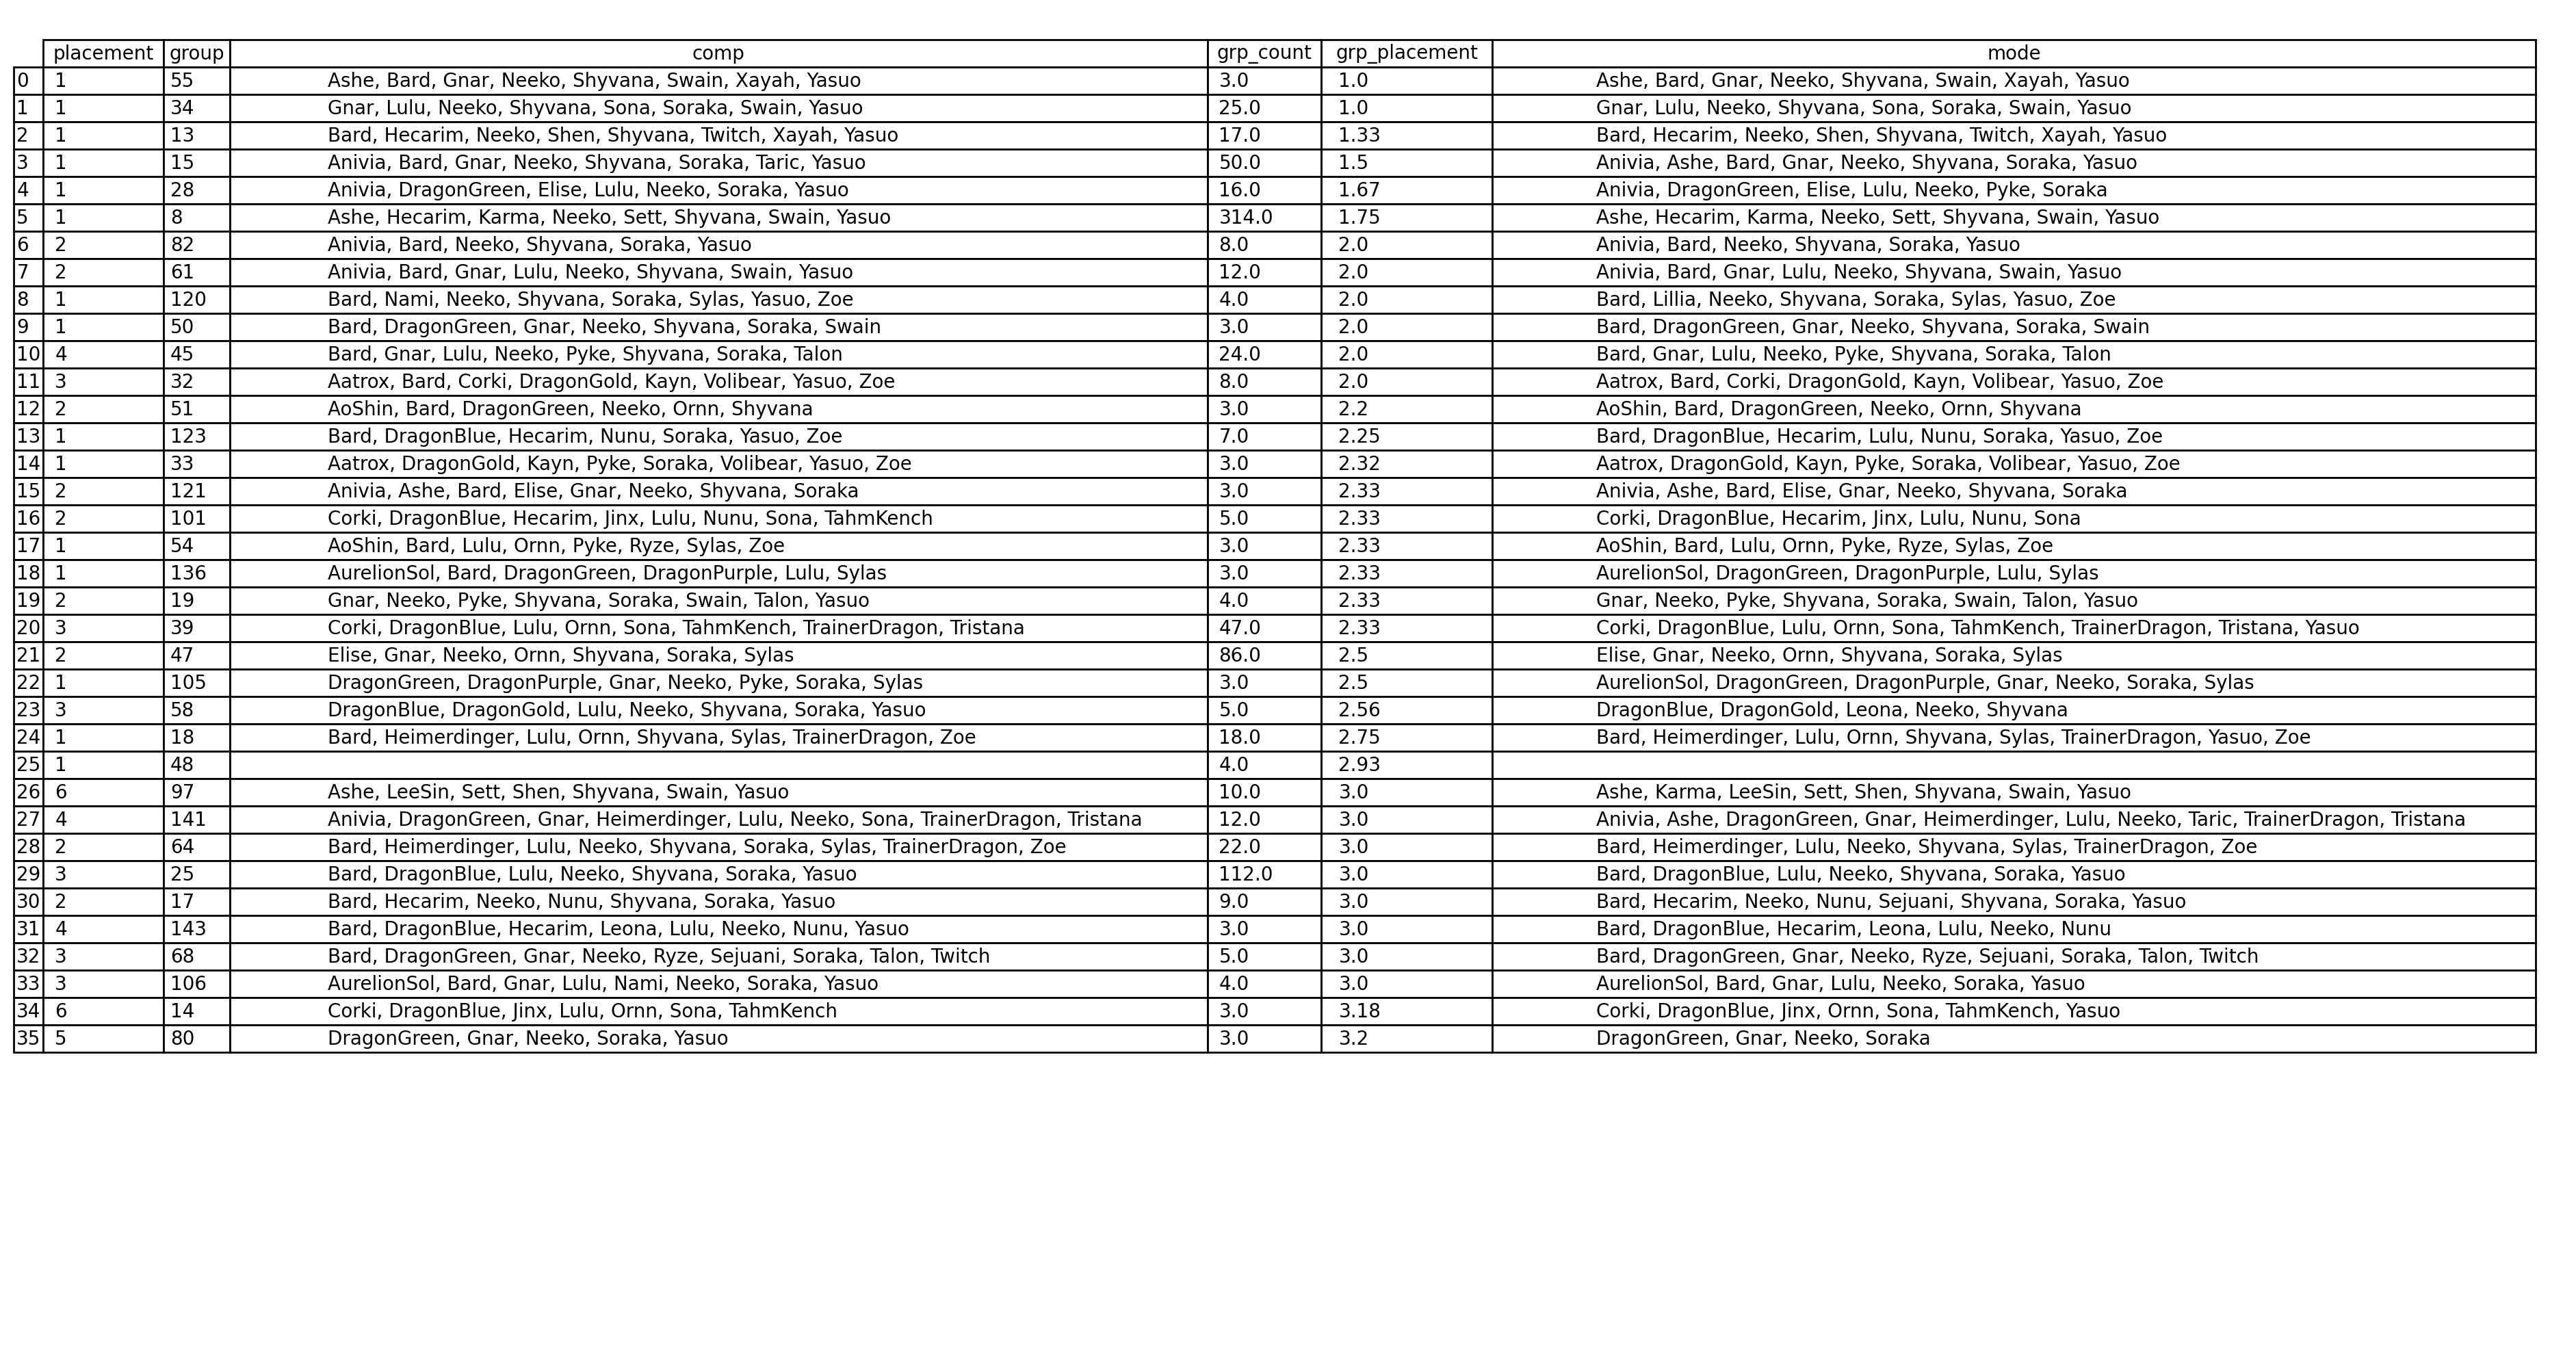 placement group comp grp_count grp_placement mode
0 1 55 Ashe, Bard, Gnar, Neeko, Shyvana, Swain, Xayah, Yasuo 3.0 1.0 Ashe, Bard, Gnar, Neeko, Shyvana, Swain, Xayah, Yasuo
1 1 34 Gnar, Lulu, Neeko, Shyvana, Sona, Soraka, Swain, Yasuo 25.0 1.0 Gnar, Lulu, Neeko, Shyvana, Sona, Soraka, Swain, Yasuo
2 1 13 Bard, Hecarim, Neeko, Shen, Shyvana, Twitch, Xayah, Yasuo 17.0 1.33 Bard, Hecarim, Neeko, Shen, Shyvana, Twitch, Xayah, Yasuo
3 1 15 Anivia, Bard, Gnar, Neeko, Shyvana, Soraka, Taric, Yasuo 50.0 1.5 Anivia, Ashe, Bard, Gnar, Neeko, Shyvana, Soraka, Yasuo
4 1 28 Anivia, DragonGreen, Elise, Lulu, Neeko, Soraka, Yasuo 16.0 1.67 Anivia, DragonGreen, Elise, Lulu, Neeko, Pyke, Soraka
5 1 8 Ashe, Hecarim, Karma, Neeko, Sett, Shyvana, Swain, Yasuo 314.0 1.75 Ashe, Hecarim, Karma, Neeko, Sett, Shyvana, Swain, Yasuo
6 2 82 Anivia, Bard, Neeko, Shyvana, Soraka, Yasuo 8.0 2.0 Anivia, Bard, Neeko, Shyvana, Soraka, Yasuo
7 2 61 Anivia, Bard, Gnar, Lulu, Neeko, Shyvana, Swain, Yasuo 12.0 2.0 Anivia, Bard, Gnar, Lulu, Neeko, Shyvana, Swain, Yasuo
8 1 120 Bard, Nami, Neeko, Shyvana, Soraka, Sylas, Yasuo, Zoe 4.0 2.0 Bard, Lillia, Neeko, Shyvana, Soraka, Sylas, Yasuo, Zoe
9 1 50 Bard, DragonGreen, Gnar, Neeko, Shyvana, Soraka, Swain 3.0 2.0 Bard, DragonGreen, Gnar, Neeko, Shyvana, Soraka, Swain
10 4 45 Bard, Gnar, Lulu, Neeko, Pyke, Shyvana, Soraka, Talon 24.0 2.0 Bard, Gnar, Lulu, Neeko, Pyke, Shyvana, Soraka, Talon
11 3 32 Aatrox, Bard, Corki, DragonGold, Kayn, Volibear, Yasuo, Zoe 8.0 2.0 Aatrox, Bard, Corki, DragonGold, Kayn, Volibear, Yasuo, Zoe
12 2 51 AoShin, Bard, DragonGreen, Neeko, Ornn, Shyvana 3.0 2.2 AoShin, Bard, DragonGreen, Neeko, Ornn, Shyvana
13 1 123 Bard, DragonBlue, Hecarim, Nunu, Soraka, Yasuo, Zoe 7.0 2.25 Bard, DragonBlue, Hecarim, Lulu, Nunu, Soraka, Yasuo, Zoe
14 1 33 Aatrox, DragonGold, Kayn, Pyke, Soraka, Volibear, Yasuo, Zoe 3.0 2.32 Aatrox, DragonGold, Kayn, Pyke, Soraka, Volibear, Yasuo, Zoe
15 2 121 Anivia, Ashe, Bard, Elise, Gnar, Neeko, Shyvana, Soraka 3.0 2.33 Anivia, Ashe, Bard, Elise, Gnar, Neeko, Shyvana, Soraka
16 2 101 Corki, DragonBlue, Hecarim, Jinx, Lulu, Nunu, Sona, TahmKench 5.0 2.33 Corki, DragonBlue, Hecarim, Jinx, Lulu, Nunu, Sona
17 1 54 AoShin, Bard, Lulu, Ornn, Pyke, Ryze, Sylas, Zoe 3.0 2.33 AoShin, Bard, Lulu, Ornn, Pyke, Ryze, Sylas, Zoe
18 1 136 AurelionSol, Bard, DragonGreen, DragonPurple, Lulu, Sylas 3.0 2.33 AurelionSol, DragonGreen, DragonPurple, Lulu, Sylas
19 2 19 Gnar, Neeko, Pyke, Shyvana, Soraka, Swain, Talon, Yasuo 4.0 2.33 Gnar, Neeko, Pyke, Shyvana, Soraka, Swain, Talon, Yasuo
20 3 39 Corki, DragonBlue, Lulu, Ornn, Sona, TahmKench, TrainerDragon, Tristana 47.0 2.33 Corki, DragonBlue, Lulu, Ornn, Sona, TahmKench, TrainerDragon, Tristana, Yasuo
21 2 47 Elise, Gnar, Neeko, Ornn, Shyvana, Soraka, Sylas 86.0 2.5 Elise, Gnar, Neeko, Ornn, Shyvana, Soraka, Sylas
22 1 105 DragonGreen, DragonPurple, Gnar, Neeko, Pyke, Soraka, Sylas 3.0 2.5 AurelionSol, DragonGreen, DragonPurple, Gnar, Neeko, Soraka, Sylas
23 3 58 DragonBlue, DragonGold, Lulu, Neeko, Shyvana, Soraka, Yasuo 5.0 2.56 DragonBlue, DragonGold, Leona, Neeko, Shyvana
24 1 18 Bard, Heimerdinger, Lulu, Ornn, Shyvana, Sylas, TrainerDragon, Zoe 18.0 2.75 Bard, Heimerdinger, Lulu, Ornn, Shyvana, Sylas, TrainerDragon, Yasuo, Zoe
25 1 48 4.0 2.93
26 6 97 Ashe, LeeSin, Sett, Shen, Shyvana, Swain, Yasuo 10.0 3.0 Ashe, Karma, LeeSin, Sett, Shen, Shyvana, Swain, Yasuo
27 4 141 Anivia, DragonGreen, Gnar, Heimerdinger, Lulu, Neeko, Sona, TrainerDragon, Tristana 12.0 3.0 Anivia, Ashe, DragonGreen, Gnar, Heimerdinger, Lulu, Neeko, Taric, TrainerDragon, Tristana
28 2 64 Bard, Heimerdinger, Lulu, Neeko, Shyvana, Soraka, Sylas, TrainerDragon, Zoe 22.0 3.0 Bard, Heimerdinger, Lulu, Neeko, Shyvana, Sylas, TrainerDragon, Zoe
29 3 25 Bard, DragonBlue, Lulu, Neeko, Shyvana, Soraka, Yasuo 112.0 3.0 Bard, DragonBlue, Lulu, Neeko, Shyvana, Soraka, Yasuo
30 2 17 Bard, Hecarim, Neeko, Nunu, Shyvana, Soraka, Yasuo 9.0 3.0 Bard, Hecarim, Neeko, Nunu, Sejuani, Shyvana, Soraka, Yasuo
31 4 143 Bard, DragonBlue, Hecarim, Leona, Lulu, Neeko, Nunu, Yasuo 3.0 3.0 Bard, DragonBlue, Hecarim, Leona, Lulu, Neeko, Nunu
32 3 68 Bard, DragonGreen, Gnar, Neeko, Ryze, Sejuani, Soraka, Talon, Twitch 5.0 3.0 Bard, DragonGreen, Gnar, Neeko, Ryze, Sejuani, Soraka, Talon, Twitch
33 3 106 AurelionSol, Bard, Gnar, Lulu, Nami, Neeko, Soraka, Yasuo 4.0 3.0 AurelionSol, Bard, Gnar, Lulu, Neeko, Soraka, Yasuo
34 6 14 Corki, DragonBlue, Jinx, Lulu, Ornn, Sona, TahmKench 3.0 3.18 Corki, DragonBlue, Jinx, Ornn, Sona, TahmKench, Yasuo
35 5 80 DragonGreen, Gnar, Neeko, Soraka, Yasuo 3.0 3.2 DragonGreen, Gnar, Neeko, Soraka